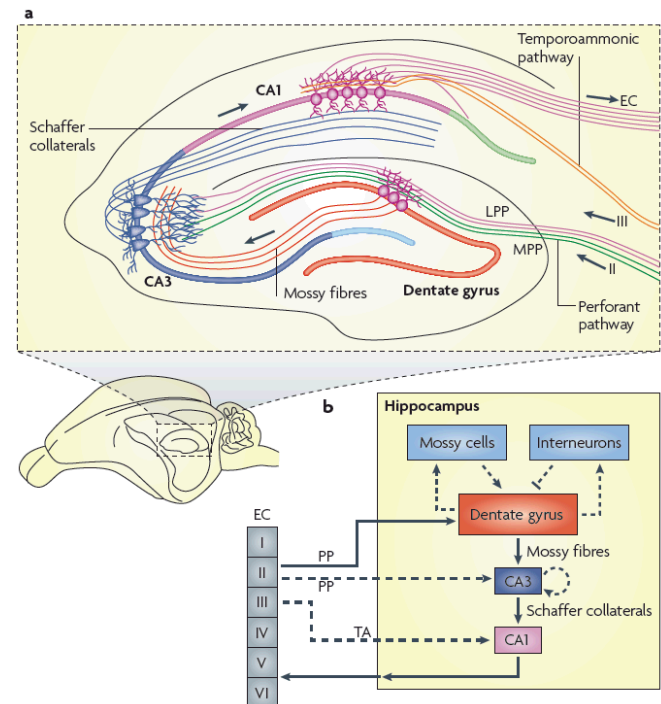 a
Temporoammonic
pathway
CA1
EC
Schaffer
collaterals
LPP
III
MPP
II
CA3
Mossy fibres
Dentate gyrus
Perforant
pathway
b
Hippocampus
Mossy cells
Interneurons
EC
Dentate gyrus
I
PP
Mossy fibres
II
PP
CA3
III
Schaffer collaterals
IV
TA
CA1
V
VI